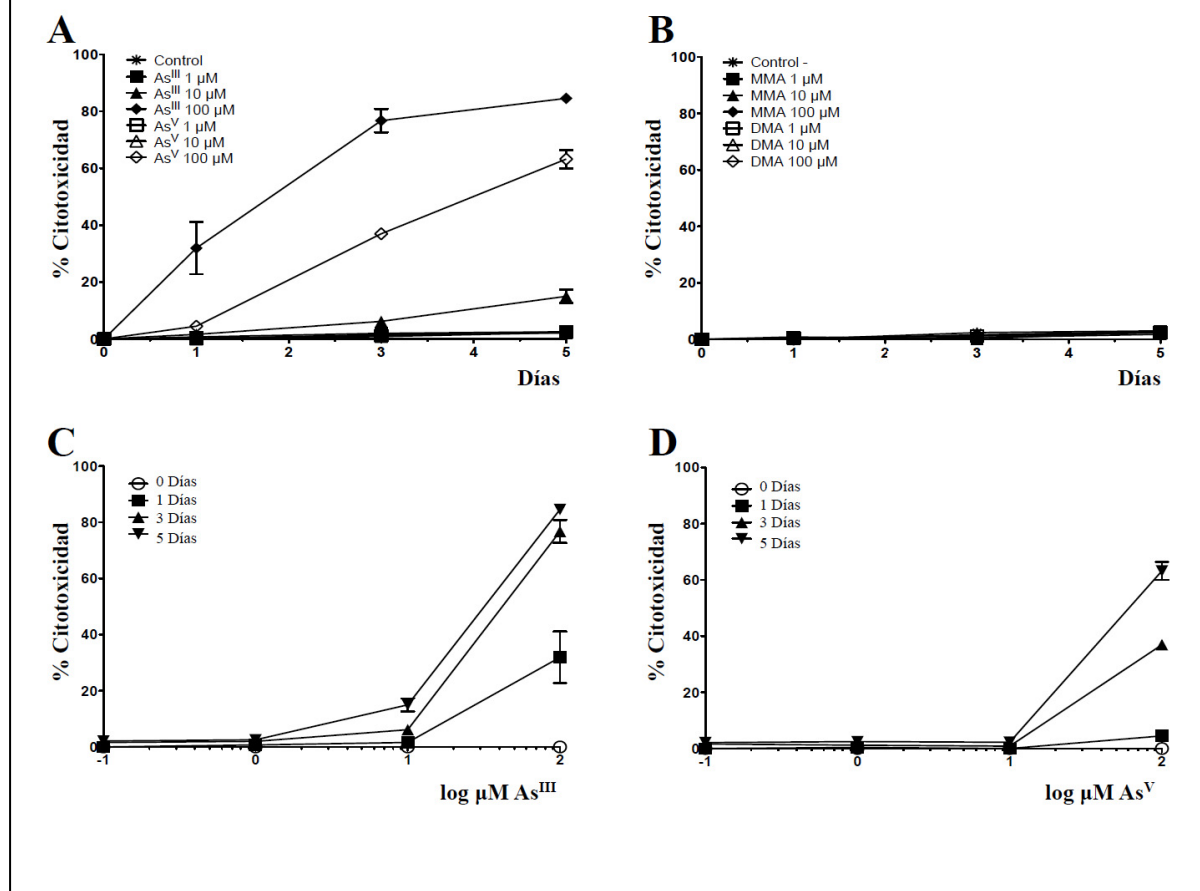 A
% Citotoxicidad
100
80
60
40
20
0
Control
As^III 1 µM
As^III 10 µM
As^III 100 µM
As^V 1 µM
As^V 10 µM
As^V 100 µM
0 1 2 3 4 5
Días
B
% Citotoxicidad
100
80
60
40
20
0
Control -
MMA 1 µM
MMA 10 µM
MMA 100 µM
DMA 1 µM
DMA 10 µM
DMA 100 µM
0 1 2 3 4 5
Días
C
% Citotoxicidad
100
80
60
40
20
0
0 Días
1 Días
3 Días
5 Días
-1 0 1 2
log µM As^III
D
% Citotoxicidad
100
80
60
40
20
0
0 Días
1 Días
3 Días
5 Días
-1 0 1 2
log µM As^V